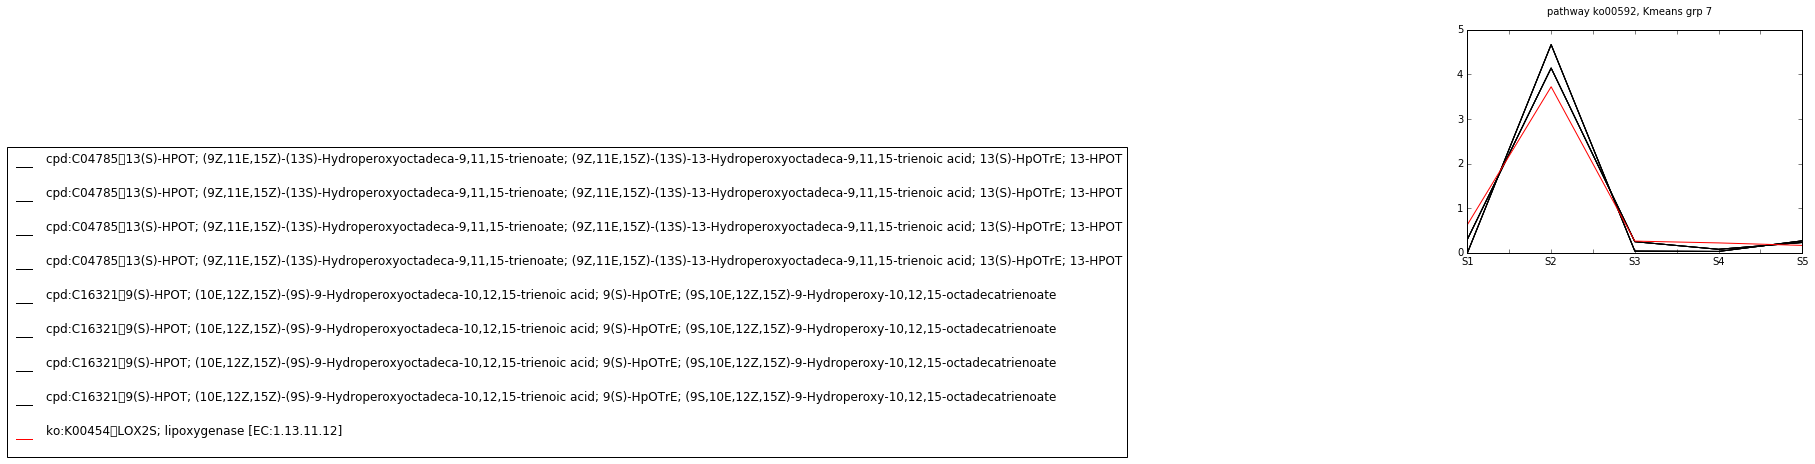 pathway ko00592, Kmeans grp 7
5
4
3
2
1
0
S1 S2 S3 S4 S5
cpd:C04785▯13(S)-HPOT; (9Z,11E,15Z)-(13S)-Hydroperoxyoctadeca-9,11,15-trienoate; (9Z,11E,15Z)-(13S)-13-Hydroperoxyoctadeca-9,11,15-trienoic acid; 13(S)-HpOTrE; 13-HPOT
cpd:C04785▯13(S)-HPOT; (9Z,11E,15Z)-(13S)-Hydroperoxyoctadeca-9,11,15-trienoate; (9Z,11E,15Z)-(13S)-13-Hydroperoxyoctadeca-9,11,15-trienoic acid; 13(S)-HpOTrE; 13-HPOT
cpd:C04785▯13(S)-HPOT; (9Z,11E,15Z)-(13S)-Hydroperoxyoctadeca-9,11,15-trienoate; (9Z,11E,15Z)-(13S)-13-Hydroperoxyoctadeca-9,11,15-trienoic acid; 13(S)-HpOTrE; 13-HPOT
cpd:C04785▯13(S)-HPOT; (9Z,11E,15Z)-(13S)-Hydroperoxyoctadeca-9,11,15-trienoate; (9Z,11E,15Z)-(13S)-13-Hydroperoxyoctadeca-9,11,15-trienoic acid; 13(S)-HpOTrE; 13-HPOT
cpd:C16321▯9(S)-HPOT; (10E,12Z,15Z)-(9S)-9-Hydroperoxyoctadeca-10,12,15-trienoic acid; 9(S)-HpOTrE; (9S,10E,12Z,15Z)-9-Hydroperoxy-10,12,15-octadecatrienoate
cpd:C16321▯9(S)-HPOT; (10E,12Z,15Z)-(9S)-9-Hydroperoxyoctadeca-10,12,15-trienoic acid; 9(S)-HpOTrE; (9S,10E,12Z,15Z)-9-Hydroperoxy-10,12,15-octadecatrienoate
cpd:C16321▯9(S)-HPOT; (10E,12Z,15Z)-(9S)-9-Hydroperoxyoctadeca-10,12,15-trienoic acid; 9(S)-HpOTrE; (9S,10E,12Z,15Z)-9-Hydroperoxy-10,12,15-octadecatrienoate
cpd:C16321▯9(S)-HPOT; (10E,12Z,15Z)-(9S)-9-Hydroperoxyoctadeca-10,12,15-trienoic acid; 9(S)-HpOTrE; (9S,10E,12Z,15Z)-9-Hydroperoxy-10,12,15-octadecatrienoate
ko:K00454▯LOX2S; lipoxygenase [EC:1.13.11.12]